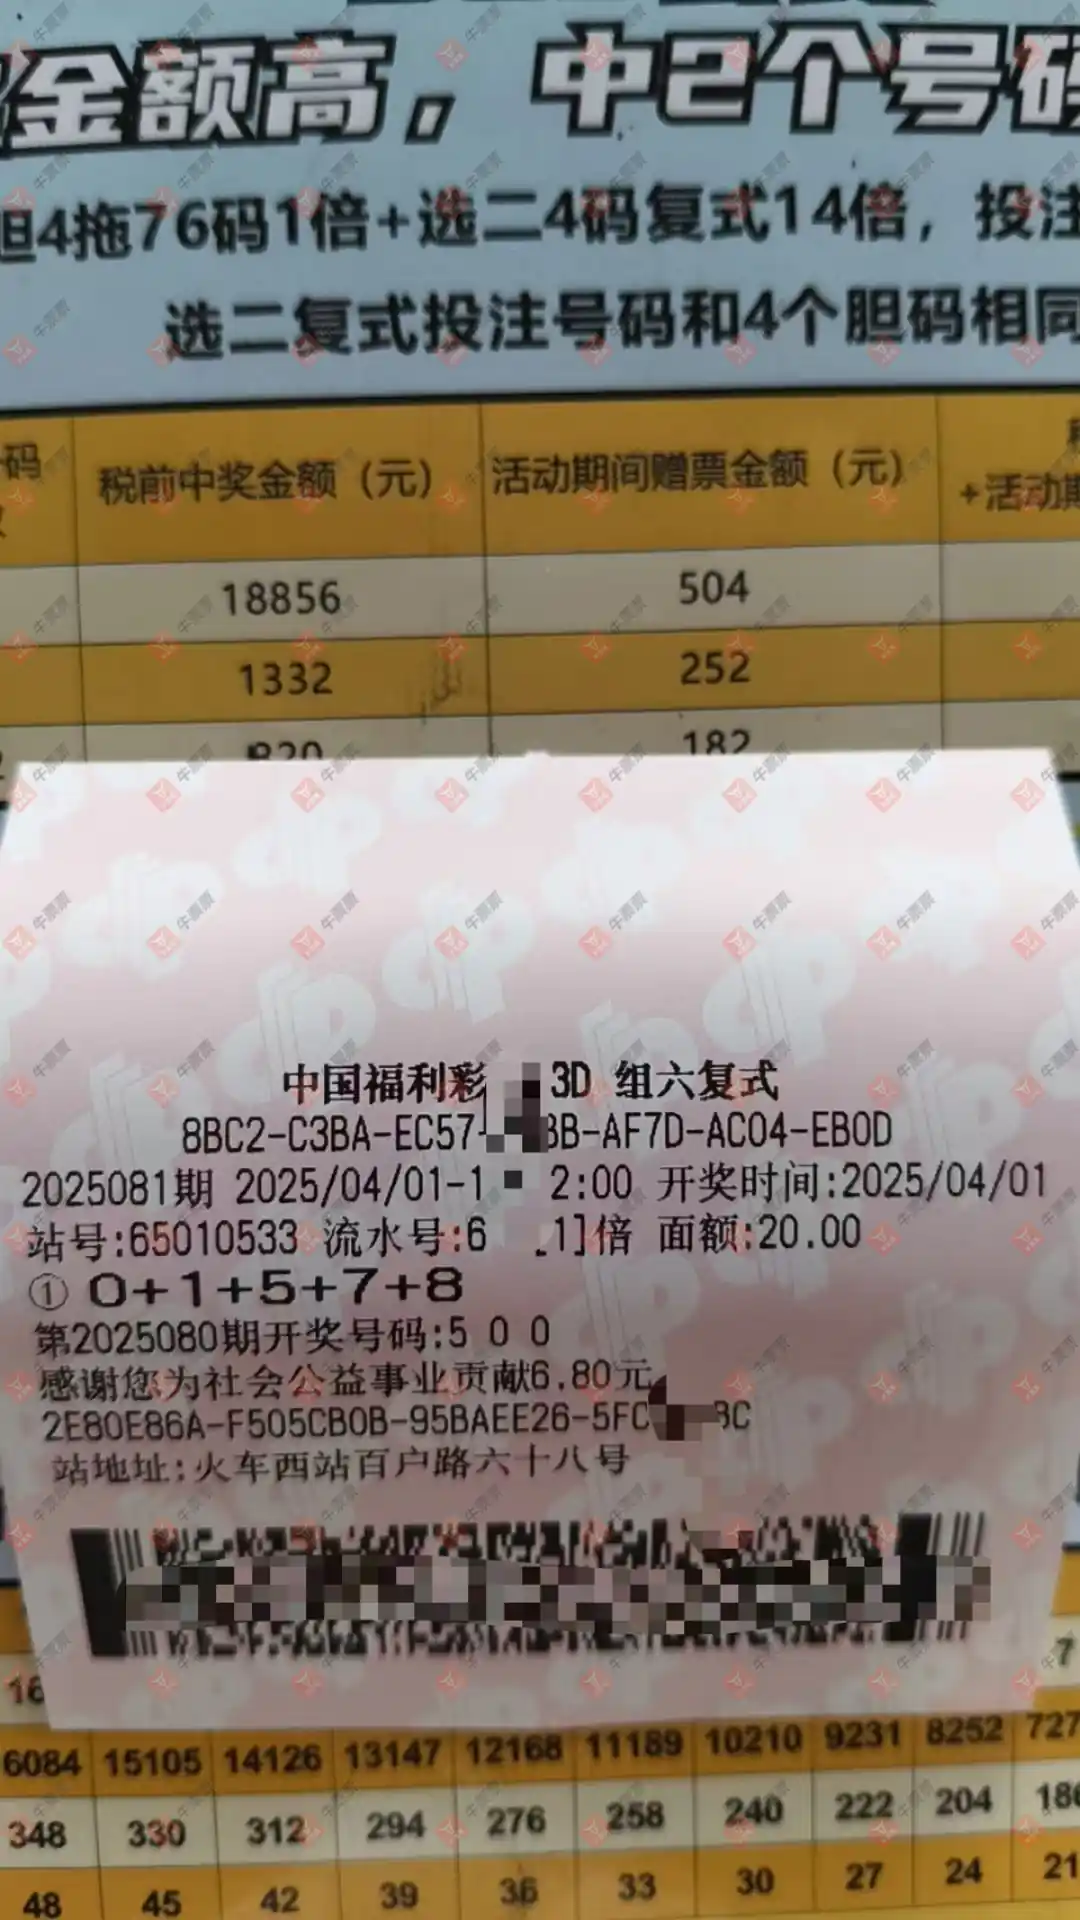 金额高，中2个号码
胆4拖76码1倍+选二4码复式14倍，投注
选二复式投注号码和4个胆码相同
码 税前中奖金额（元） 活动期间赠票金额（元） +活动期
18856 504
1332 252
820 182
中国福利彩 3D 组六复式
8BC2-C3BA-EC57- BB-AF7D-AC04-EB0D
2025081期 2025/04/01-1 2:00 开奖时间:2025/04/01
站号:65010533 流水号:6 1]倍 面额:20.00
① 0+1+5+7+8
第2025080期开奖号码:5 0 0
感谢您为社会公益事业贡献6.80元
2E80E86A-F505CB0B-95BAEE26-5FC BC
站地址:火车西站百户路六十八号
16 7
6084 15105 14126 13147 12168 11189 10210 9231 8252 727
348 330 312 294 276 258 240 222 204 186
48 45 42 39 36 33 30 27 24 21
牛票票